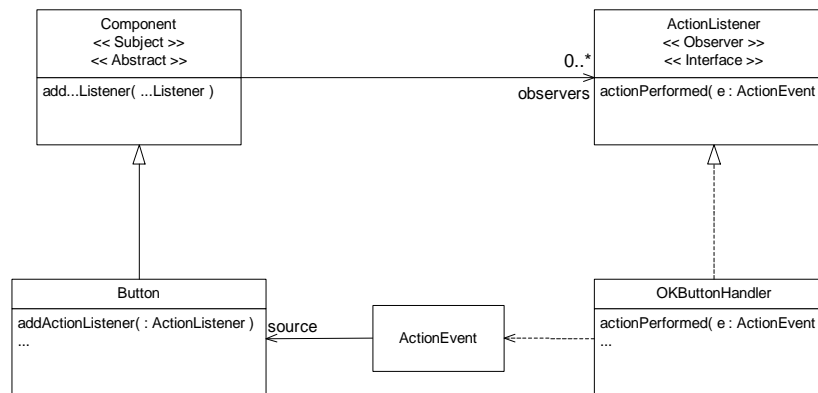 Component
<< Subject >>
<< Abstract >>
add...Listener( ...Listener )
0..*
observers
ActionListener
<< Observer >>
<< Interface >>
actionPerformed( e : ActionEvent
Button
addActionListener( : ActionListener )
...
source
ActionEvent
OKButtonHandler
actionPerformed( e : ActionEvent
...